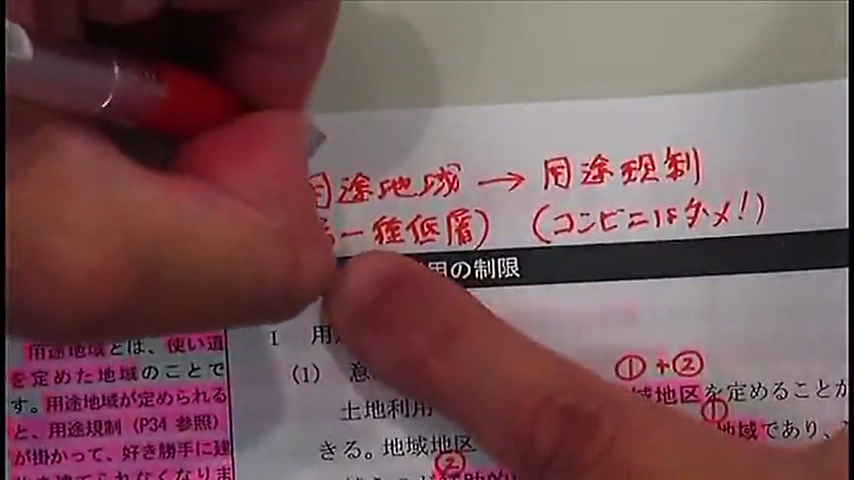 用途地域 → 用途規制
一種低層) (コンビニはダメ!)
用の制限
I 用
(1) 意
①+②
域地区を定めることが
土地利用
①
地域であり、
きる。地域地区
②
用途地域とは、使い道
を定めた地域のことで
す。用途地域が定められる
と、用途規制(P34 参照)
が掛かって、好き勝手に建